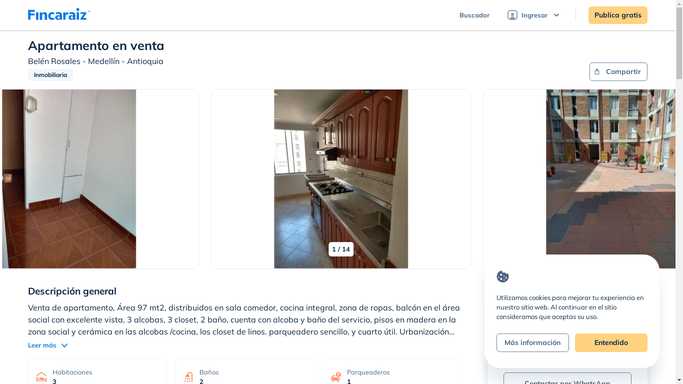 Fincaraiz
Buscador
Ingresar
Publica gratis
Apartamento en venta
Belén Rosales - Medellín - Antioquia
Inmobiliaria
Compartir
1 / 14
Descripción general
Venta de apartamento, Área 97 mt2, distribuidos en sala comedor, cocina integral, zona de ropas, balcón en el área
social con excelente vista, 3 alcobas, 3 closet, 2 baño, cuenta con alcoba y baño del servicio, pisos en madera en la
zona social y cerámica en las alcobas /cocina, los closet de linos. parqueadero sencillo, y cuarto útil. Urbanización...
Leer más
Habitaciones
3
Baños
2
Parqueaderos
1
Utilizamos cookies para mejorar tu experiencia en
nuestro sitio web. Al continuar en el sitio
consideramos que aceptas su uso.
Más información
Entendido
Contactar por WhatsApp